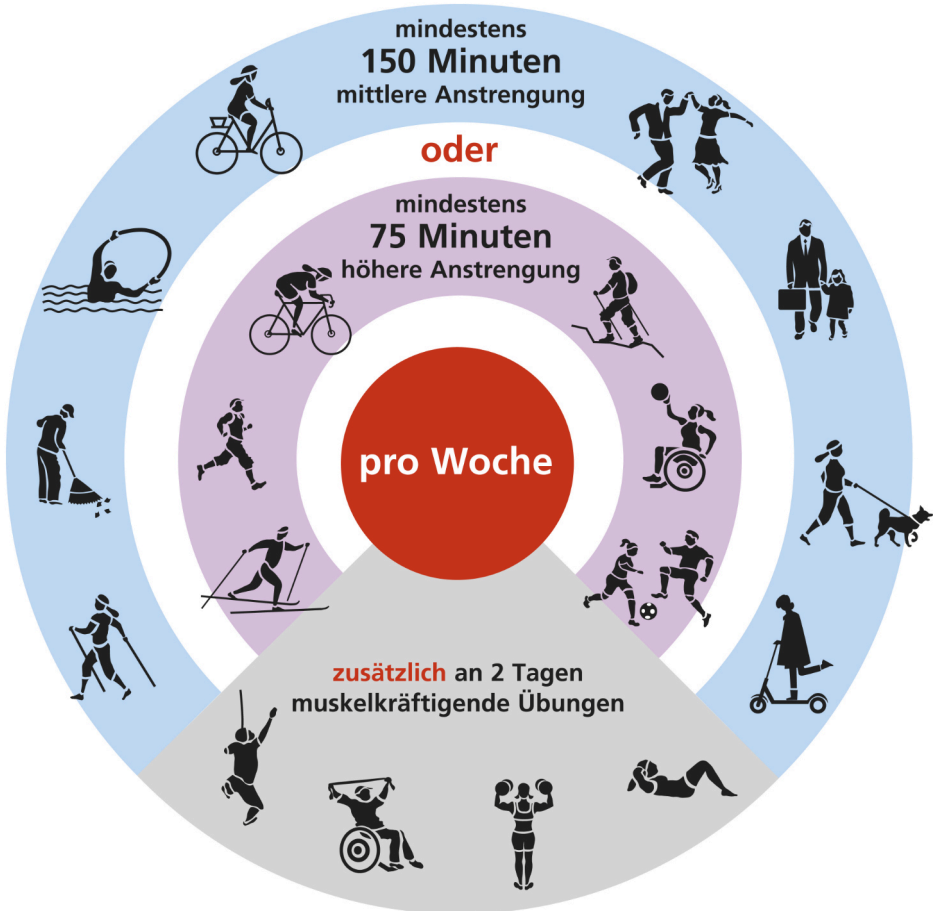 mindestens
150 Minuten
mittlere Anstrengung
oder
mindestens
75 Minuten
höhere Anstrengung
pro Woche
zusätzlich an 2 Tagen
muskelkräftigende Übungen